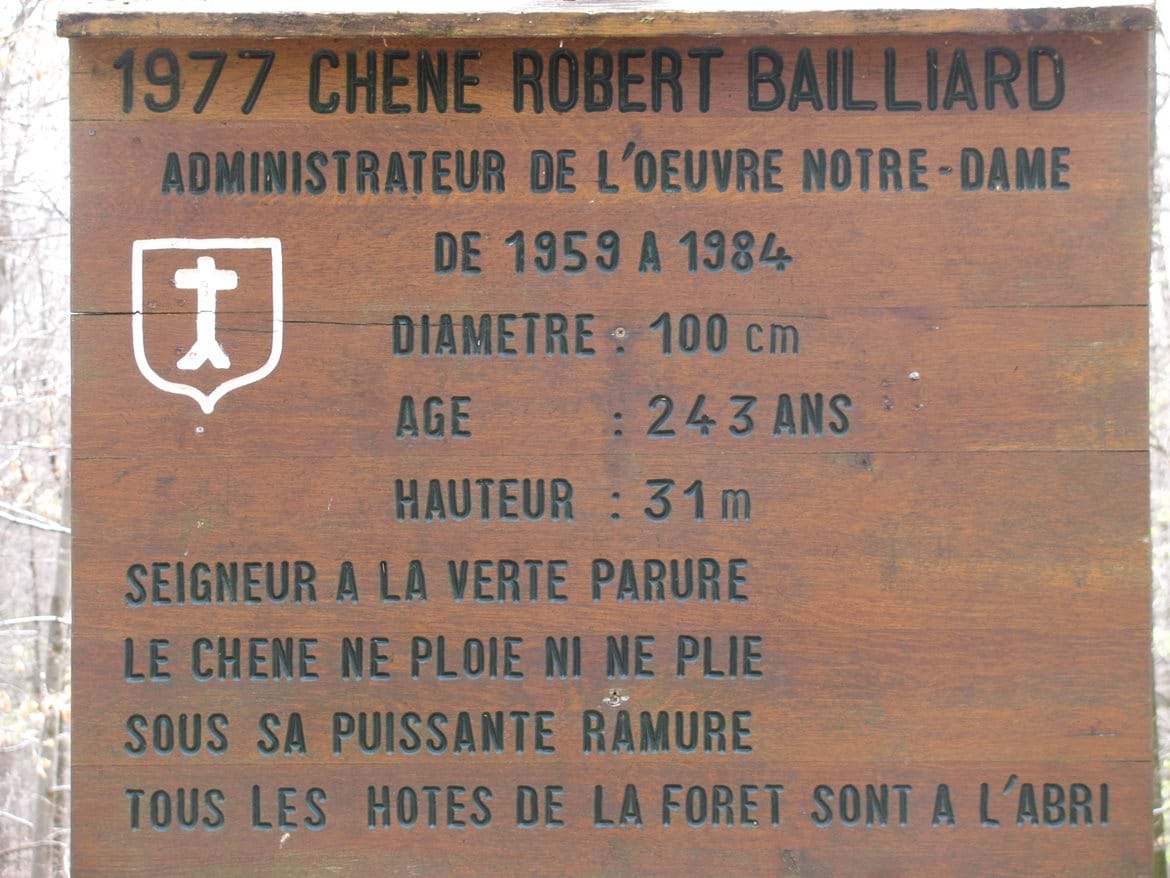 1977 CHENE ROBERT BAILLIARD
ADMINISTRATEUR DE L'OEUVRE NOTRE-DAME
DE 1959 A 1984
DIAMETRE : 100 cm
AGE : 243 ANS
HAUTEUR : 31 m
SEIGNEUR A LA VERTE PARURE
LE CHENE NE PLOIE NI NE PLIE
SOUS SA PUISSANTE RAMURE
TOUS LES HOTES DE LA FORET SONT A L'ABRI